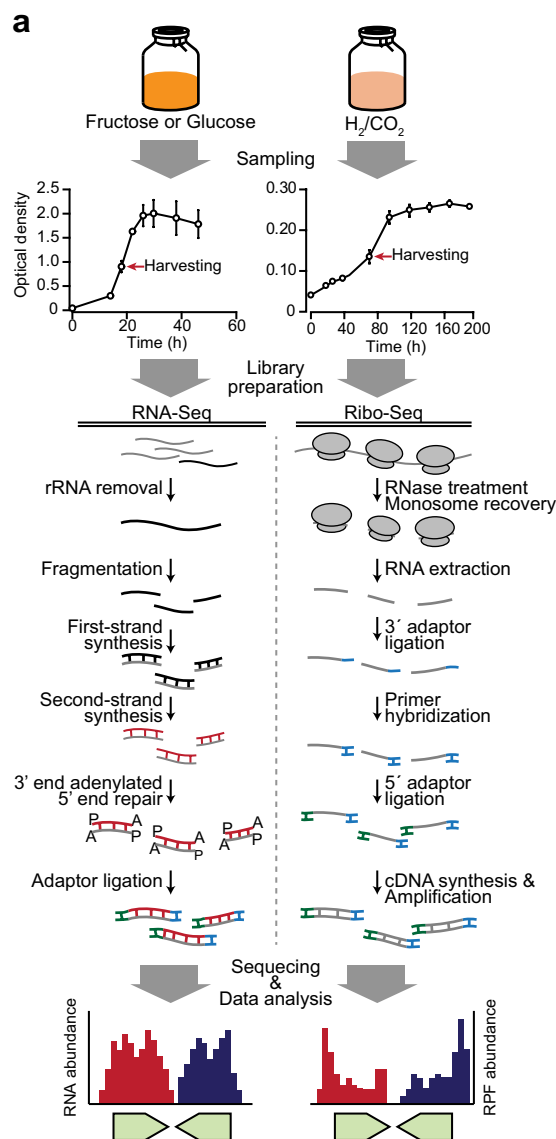 a
Fructose or Glucose
H2/CO2
Sampling
Optical density
2.5
2.0
1.5
1.0
0.5
0
Harvesting
0
20
40
60
Time (h)
0.30
0.20
0.10
0
Harvesting
0
40
80
120
160
200
Time (h)
Library
preparation
RNA-Seq
Ribo-Seq
rRNA removal
RNase treatment
Monosome recovery
Fragmentation
RNA extraction
First-strand
synthesis
3´ adaptor
ligation
Second-strand
synthesis
Primer
hybridization
3' end adenylated
5' end repair
5´ adaptor
ligation
P A
A P
P A
A P
P A
A P
Adaptor ligation
cDNA synthesis &
Amplification
Sequecing
&
Data analysis
RNA abundance
RPF abundance